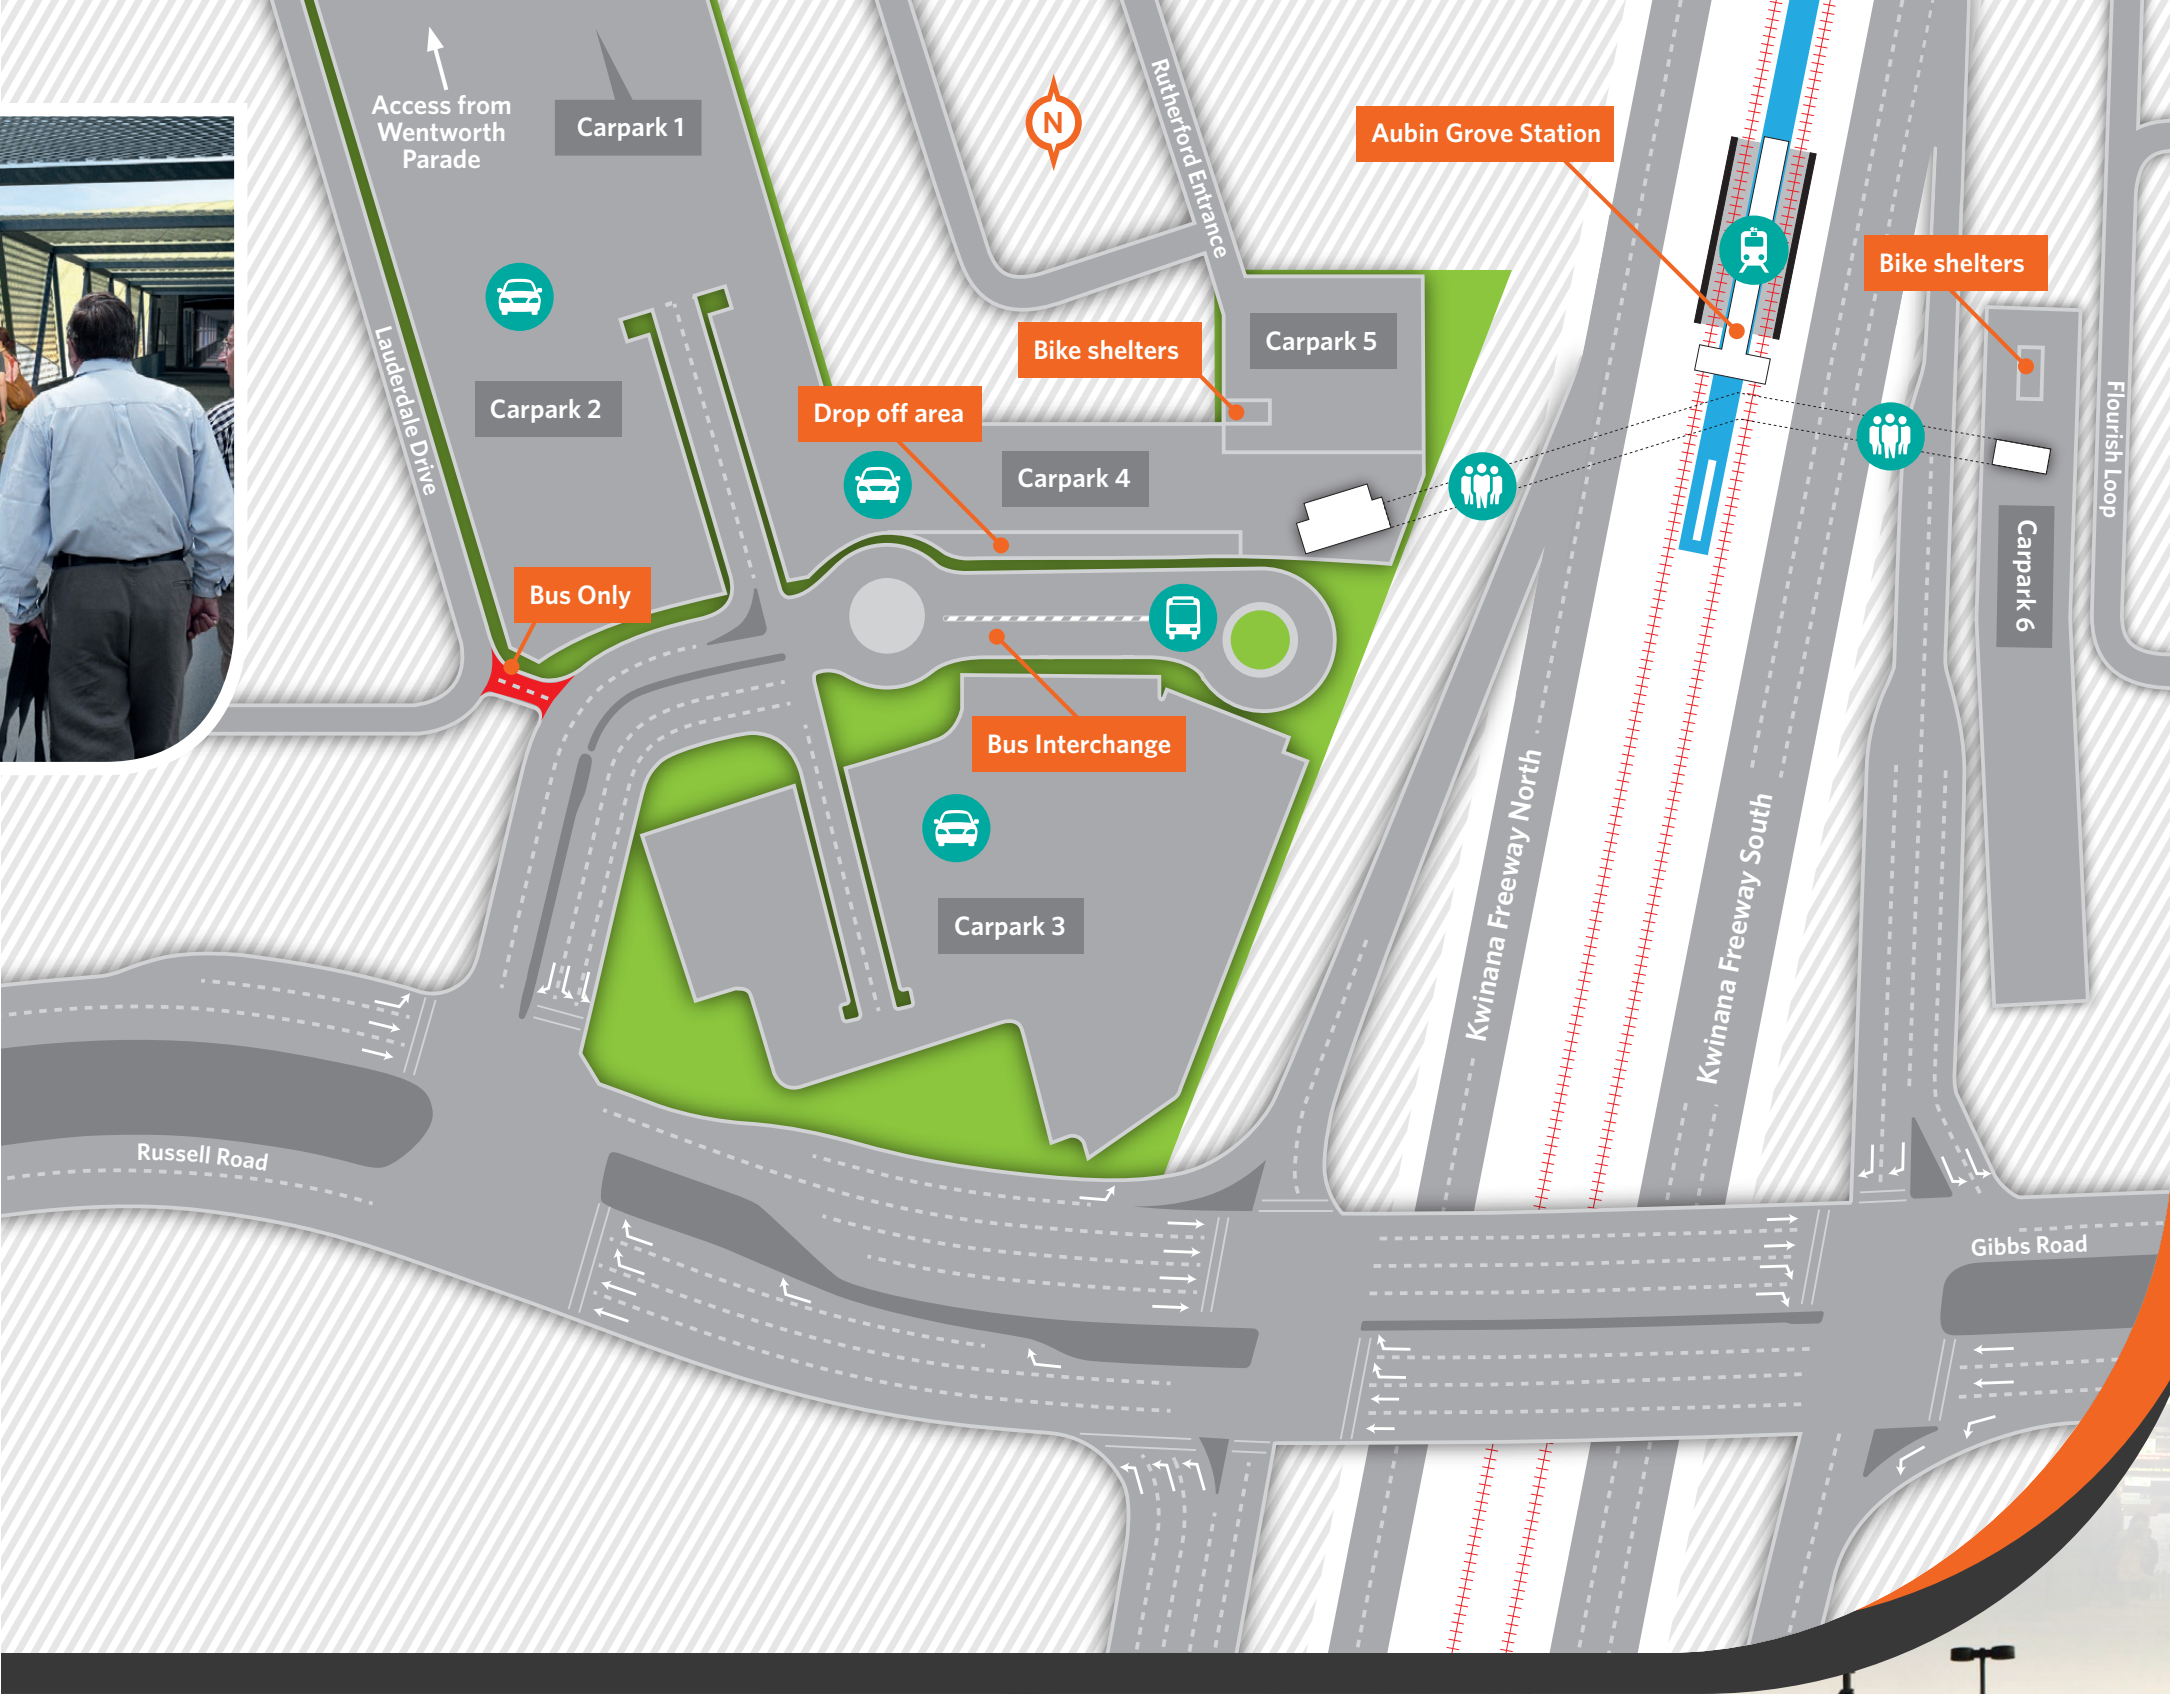 Access from
Wentworth
Parade
Carpark 1
N
Rutherford Entrance
Aubin Grove Station
Bike shelters
Lauderdale Drive
Carpark 2
Bike shelters
Carpark 5
Drop off area
Carpark 4
Flourish Loop
Carpark 6
Bus Only
Bus Interchange
Carpark 3
Kwinana Freeway North
Kwinana Freeway South
Russell Road
Gibbs Road